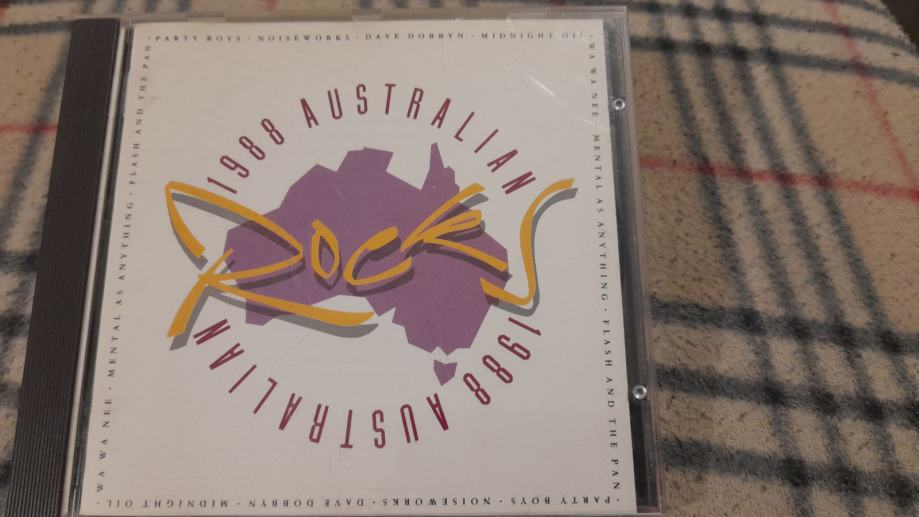 · PARTY BOYS · NOISEWORKS · DAVE DOBBYN · MIDNIGHT OIL ·
WA WA NEE · MENTAL AS ANYTHING · FLASH AND THE PAN ·
WA WA NEE · MENTAL AS ANYTHING · FLASH AND THE PAN
1988 AUSTRALIAN
ROCKS
1988 AUSTRALIAN
· PARTY BOYS · NOISEWORKS · DAVE DOBBYN · MIDNIGHT OIL ·